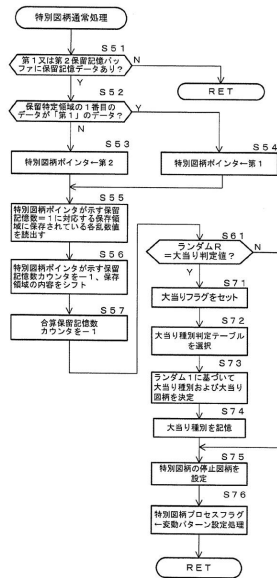 特別図柄通常処理
S51
第1又は第2保留記憶バッ
ファに保留記憶データあり?
N
Y
RET
S52
保留特定領域の1番目の
データが「第1」のデータ?
Y
N
S53
特別図柄ポインタ←第2
S54
特別図柄ポインタ←第1
S55
特別図柄ポインタが示す保留
記憶数=1に対応する保存領
域に保存されている各乱数値
を読出す
S56
特別図柄ポインタが示す保留
記憶数カウンタを-1、保存
領域の内容をシフト
S57
合算保留記憶数
カウンタを-1
S61
ランダムR
=大当り判定値?
N
Y
S71
大当りフラグをセット
S72
大当り種別判定テーブル
を選択
S73
ランダム1に基づいて
大当り種別および大当り
図柄を決定
S74
大当り種別を記憶
S75
特別図柄の停止図柄を
設定
S76
特別図柄プロセスフラグ
←変動パターン設定処理
RET